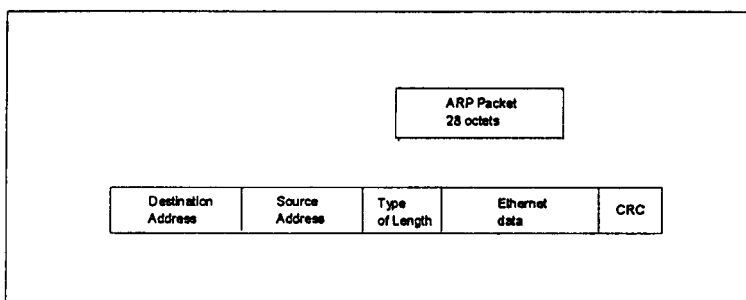 ARP Packet
28 octets
Destination Address
Source Address
Type of Length
Ethernet data
CRC